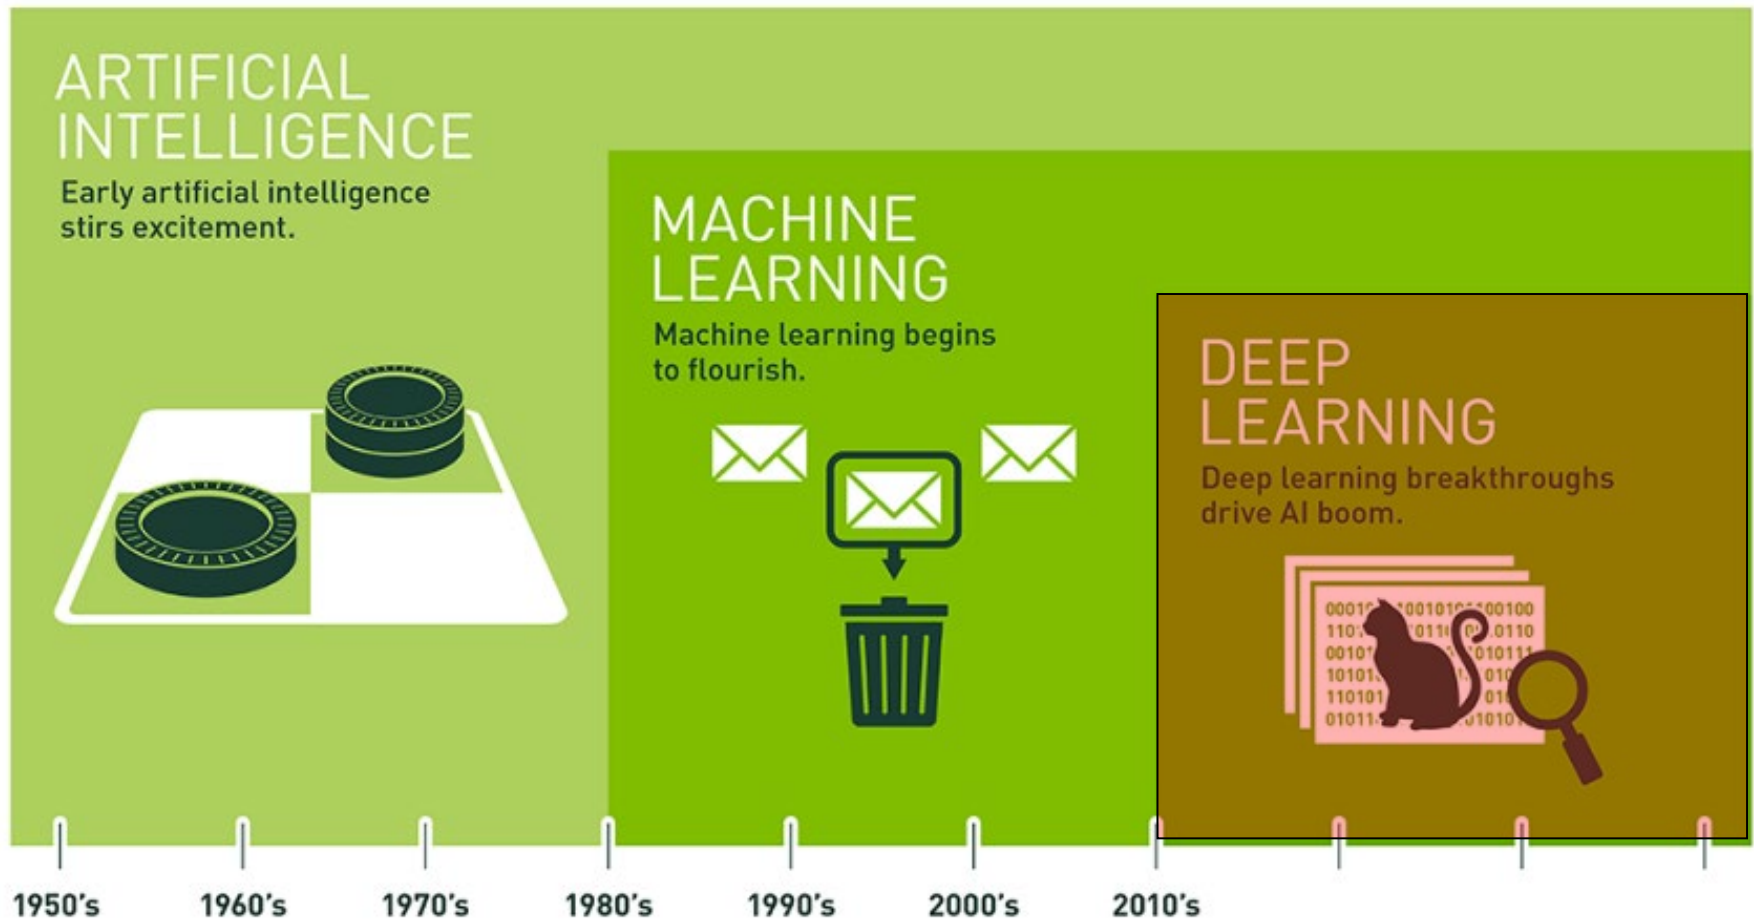 ARTIFICIAL
INTELLIGENCE
Early artificial intelligence
stirs excitement.
MACHINE
LEARNING
Machine learning begins
to flourish.
DEEP
LEARNING
Deep learning breakthroughs
drive AI boom.
1950's 1960's 1970's 1980's 1990's 2000's 2010's